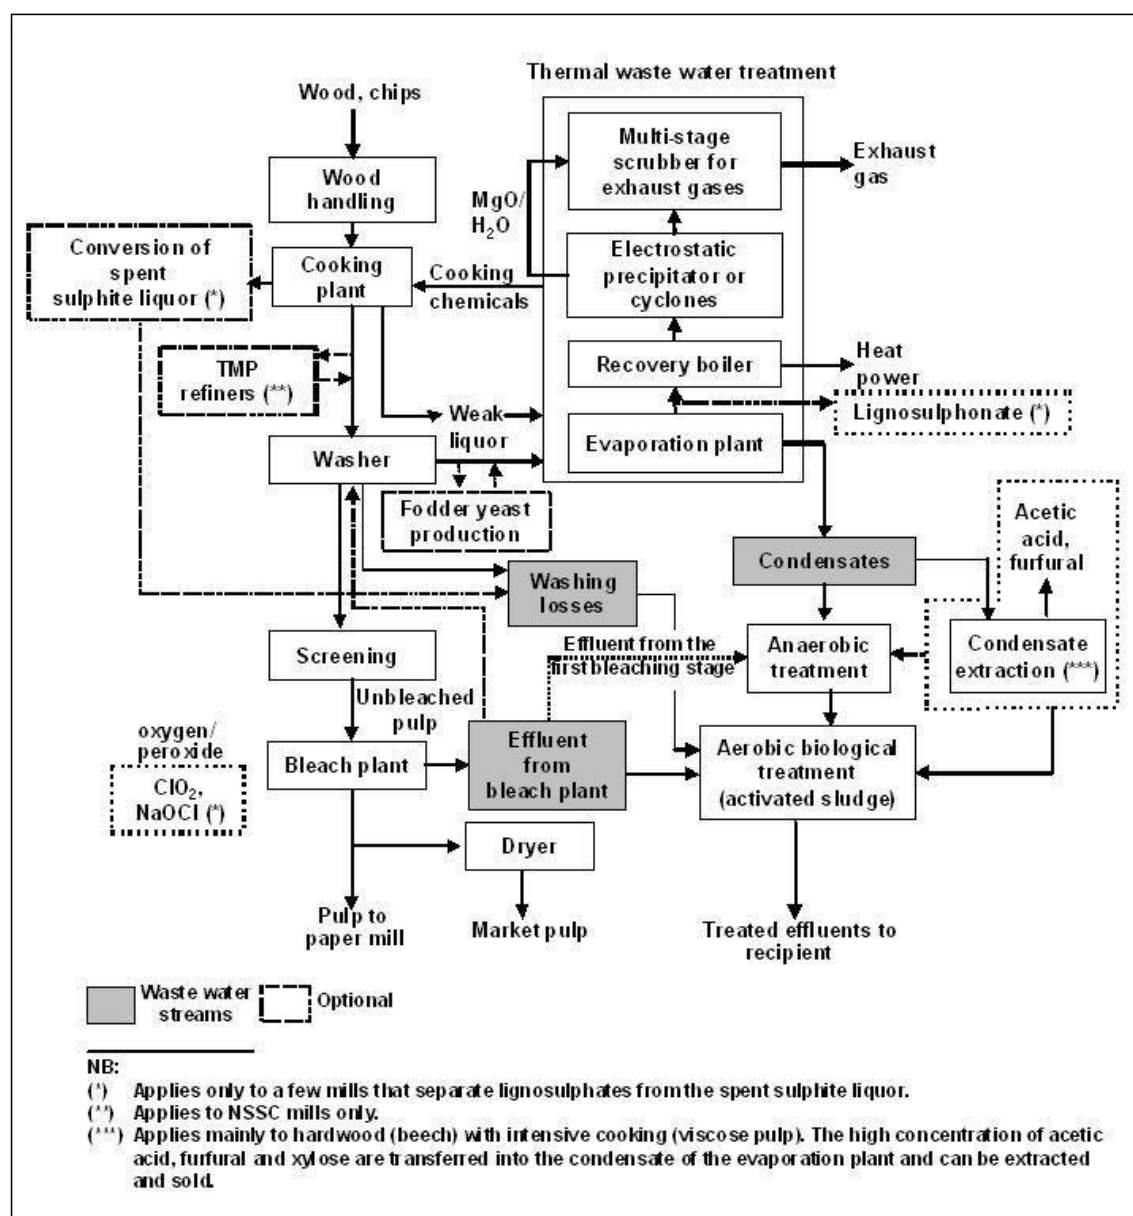 Thermal waste water treatment
Wood, chips
Multi-stage
scrubber for
exhaust gases
Exhaust
gas
Wood
handling
MgO/
H₂O
Conversion of
spent
sulphite liquor (*)
Cooking
plant
Cooking
chemicals
Electrostatic
precipitator or
cyclones
TMP
refiners (**)
Recovery boiler
Heat
power
Weak
liquor
Lignosulphonate (*)
Washer
Evaporation plant
Fodder yeast
production
Acetic
acid,
furfural
Washing
losses
Condensates
Screening
Effluent from the
first bleaching stage
Anaerobic
treatment
Condensate
extraction (***)
Unbleached
pulp
oxygen/
peroxide
Bleach plant
Effluent
from
bleach plant
Aerobic biological
treatment
(activated sludge)
ClO₂,
NaOCl (*)
Dryer
Pulp to
paper mill
Market pulp
Treated effluents to
recipient
Waste water
streams
Optional
NB:
(*) Applies only to a few mills that separate lignosulphates from the spent sulphite liquor.
(**) Applies to NSSC mills only.
(***) Applies mainly to hardwood (beech) with intensive cooking (viscose pulp). The high concentration of acetic
acid, furfural and xylose are transferred into the condensate of the evaporation plant and can be extracted
and sold.